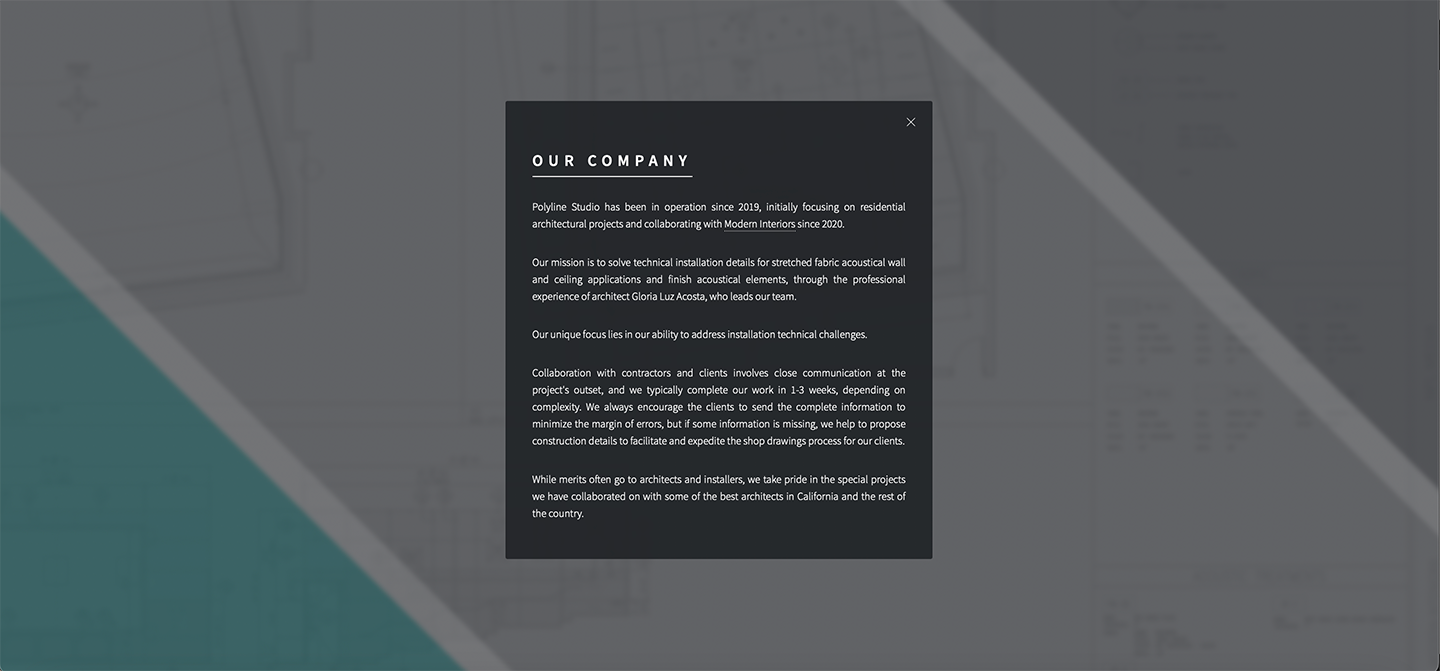 OUR COMPANY
Polyline Studio has been in operation since 2019, initially focusing on residential
architectural projects and collaborating with Modern Interiors since 2020.
Our mission is to solve technical installation details for stretched fabric acoustical wall
and ceiling applications and finish acoustical elements, through the professional
experience of architect Gloria Luz Acosta, who leads our team.
Our unique focus lies in our ability to address installation technical challenges.
Collaboration with contractors and clients involves close communication at the
project's outset, and we typically complete our work in 1-3 weeks, depending on
complexity. We always encourage the clients to send the complete information to
minimize the margin of errors, but if some information is missing, we help to propose
construction details to facilitate and expedite the shop drawings process for our clients.
While merits often go to architects and installers, we take pride in the special projects
we have collaborated on with some of the best architects in California and the rest of
the country.